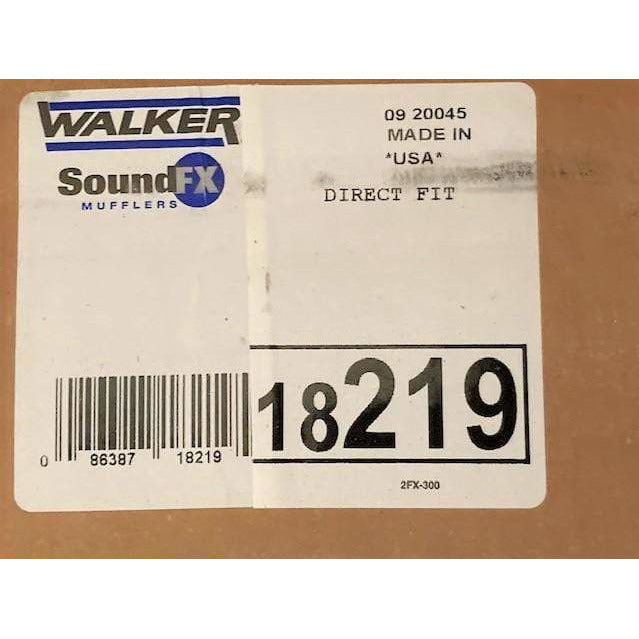 WALKER
SoundFX
MUFFLERS
09 20045
MADE IN
*USA*
DIRECT FIT
18219
0 86387 18219
2FX-300